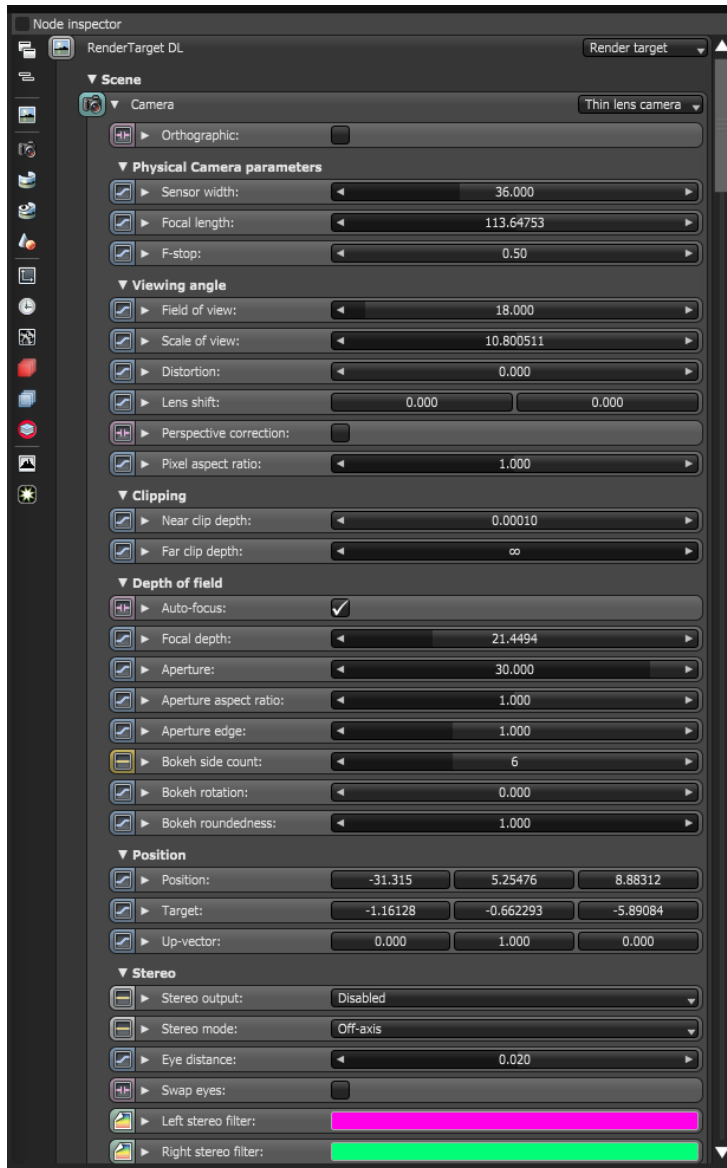 Node inspector
RenderTarget DL Render target
Scene
Camera Thin lens camera
Orthographic:
Physical Camera parameters
Sensor width: 36.000
Focal length: 113.64753
F-stop: 0.50
Viewing angle
Field of view: 18.000
Scale of view: 10.800511
Distortion: 0.000
Lens shift: 0.000 0.000
Perspective correction:
Pixel aspect ratio: 1.000
Clipping
Near clip depth: 0.00010
Far clip depth: ∞
Depth of field
Auto-focus:
Focal depth: 21.4494
Aperture: 30.000
Aperture aspect ratio: 1.000
Aperture edge: 1.000
Bokeh side count: 6
Bokeh rotation: 0.000
Bokeh roundedness: 1.000
Position
Position: -31.315 5.25476 8.88312
Target: -1.16128 -0.662293 -5.89084
Up-vector: 0.000 1.000 0.000
Stereo
Stereo output: Disabled
Stereo mode: Off-axis
Eye distance: 0.020
Swap eyes:
Left stereo filter:
Right stereo filter: